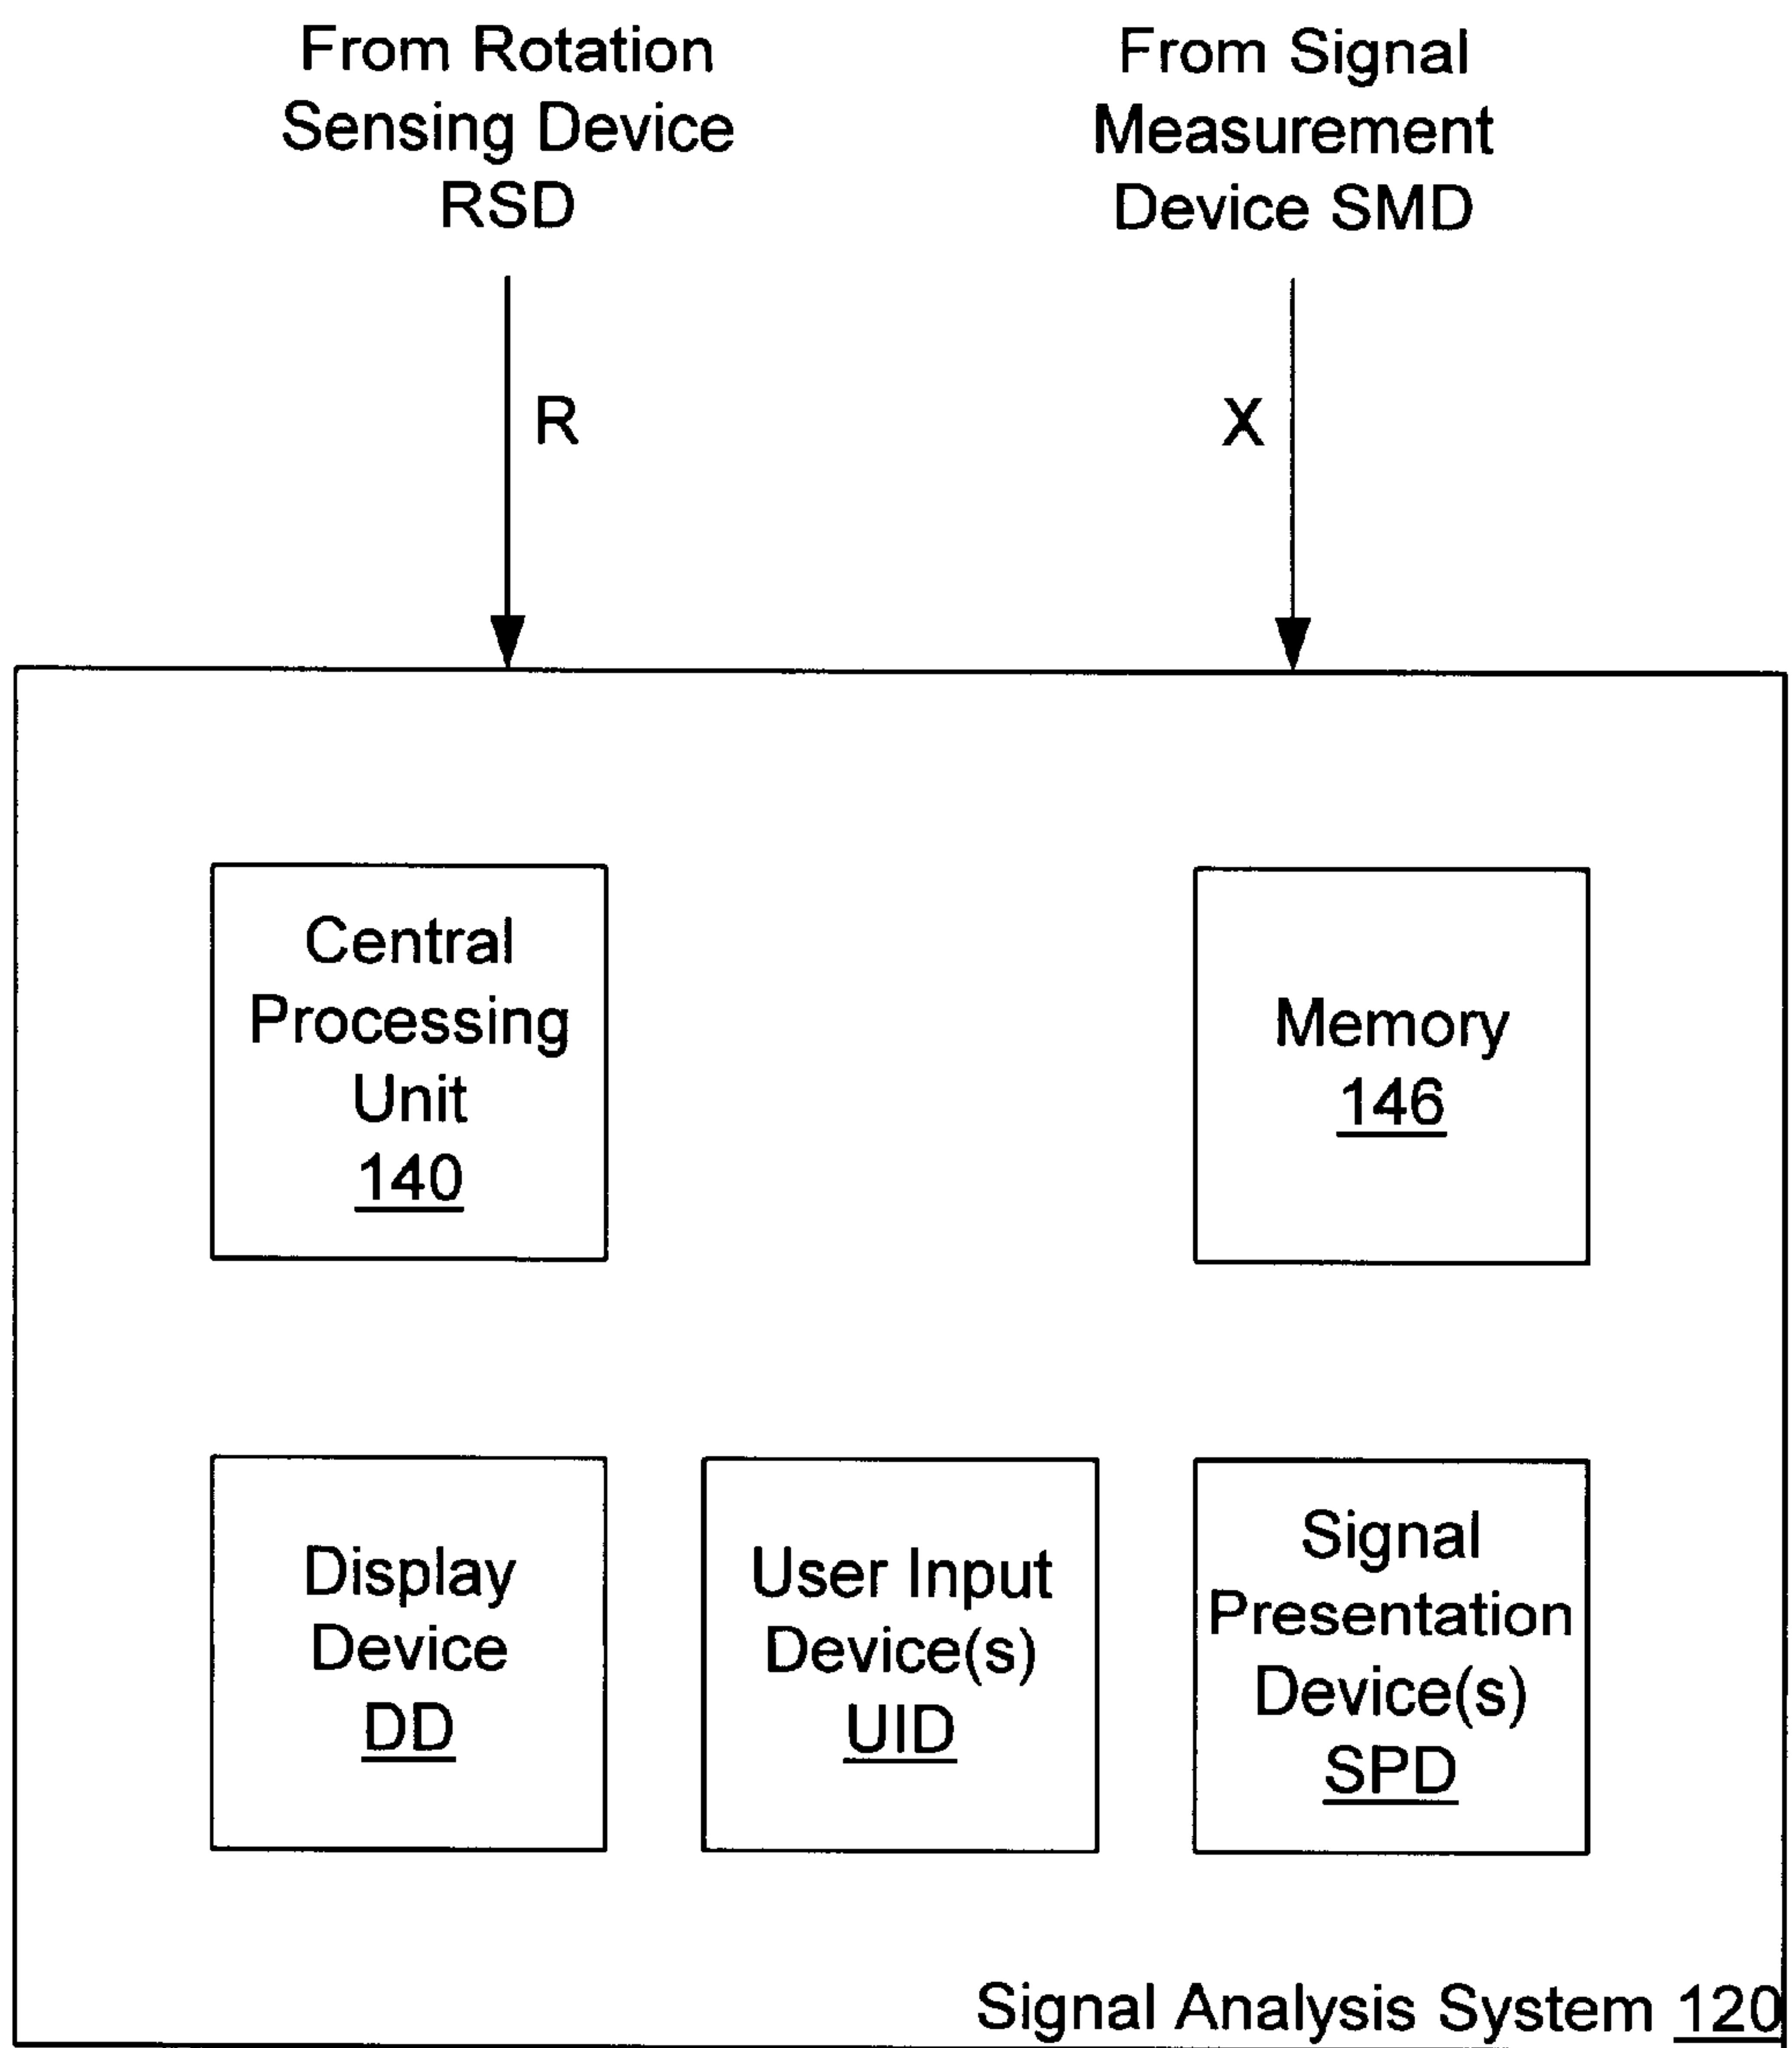 From Rotation
Sensing Device
RSD
From Signal
Measurement
Device SMD
R
X
Central
Processing
Unit
140
Memory
146
Display
Device
DD
User Input
Device(s)
UID
Signal
Presentation
Device(s)
SPD
Signal Analysis System 120